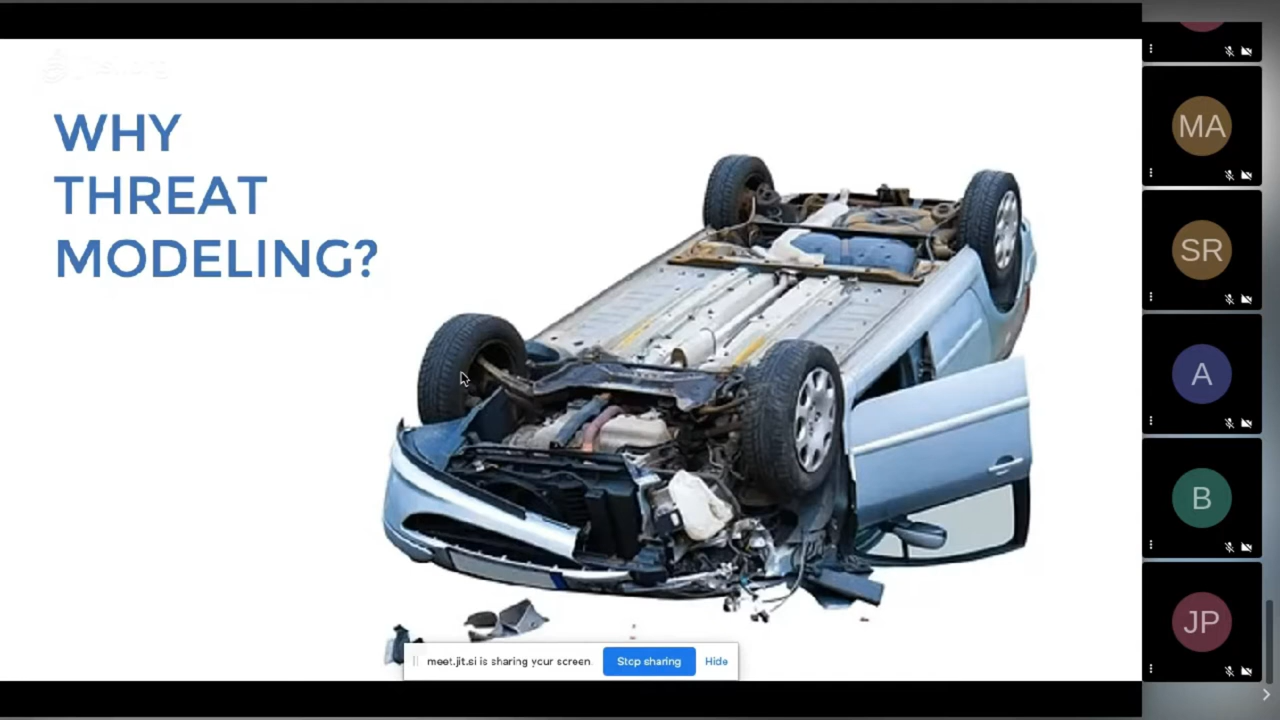 WHY
THREAT
MODELING?
meet.jit.si is sharing your screen.
Stop sharing
Hide
MA
SR
A
B
JP